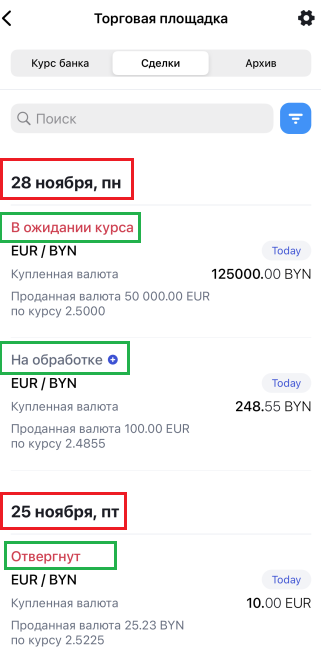 Торговая площадка
Курс банка Сделки Архив
Поиск
28 ноября, пн
В ожидании курса
EUR / BYN Today
Купленная валюта 125000.00 BYN
Проданная валюта 50 000.00 EUR
по курсу 2.5000
На обработке
EUR / BYN Today
Купленная валюта 248.55 BYN
Проданная валюта 100.00 EUR
по курсу 2.4855
25 ноября, пт
Отвергнут
EUR / BYN Today
Купленная валюта 10.00 EUR
Проданная валюта 25.23 BYN
по курсу 2.5225